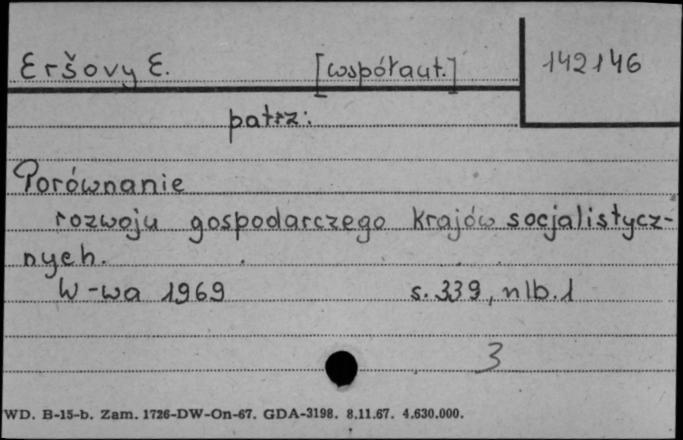 Eršovy E. [współaut.] 142146
patrz:
Porównanie
rozwoju gospodarczego krajów socjalistycz-
nych.
W-wa 1969 s. 339, nlb. 1
3
WD. B-15-b. Zam. 1726-DW-On-67. GDA-3198. 8.11.67. 4.630.000.